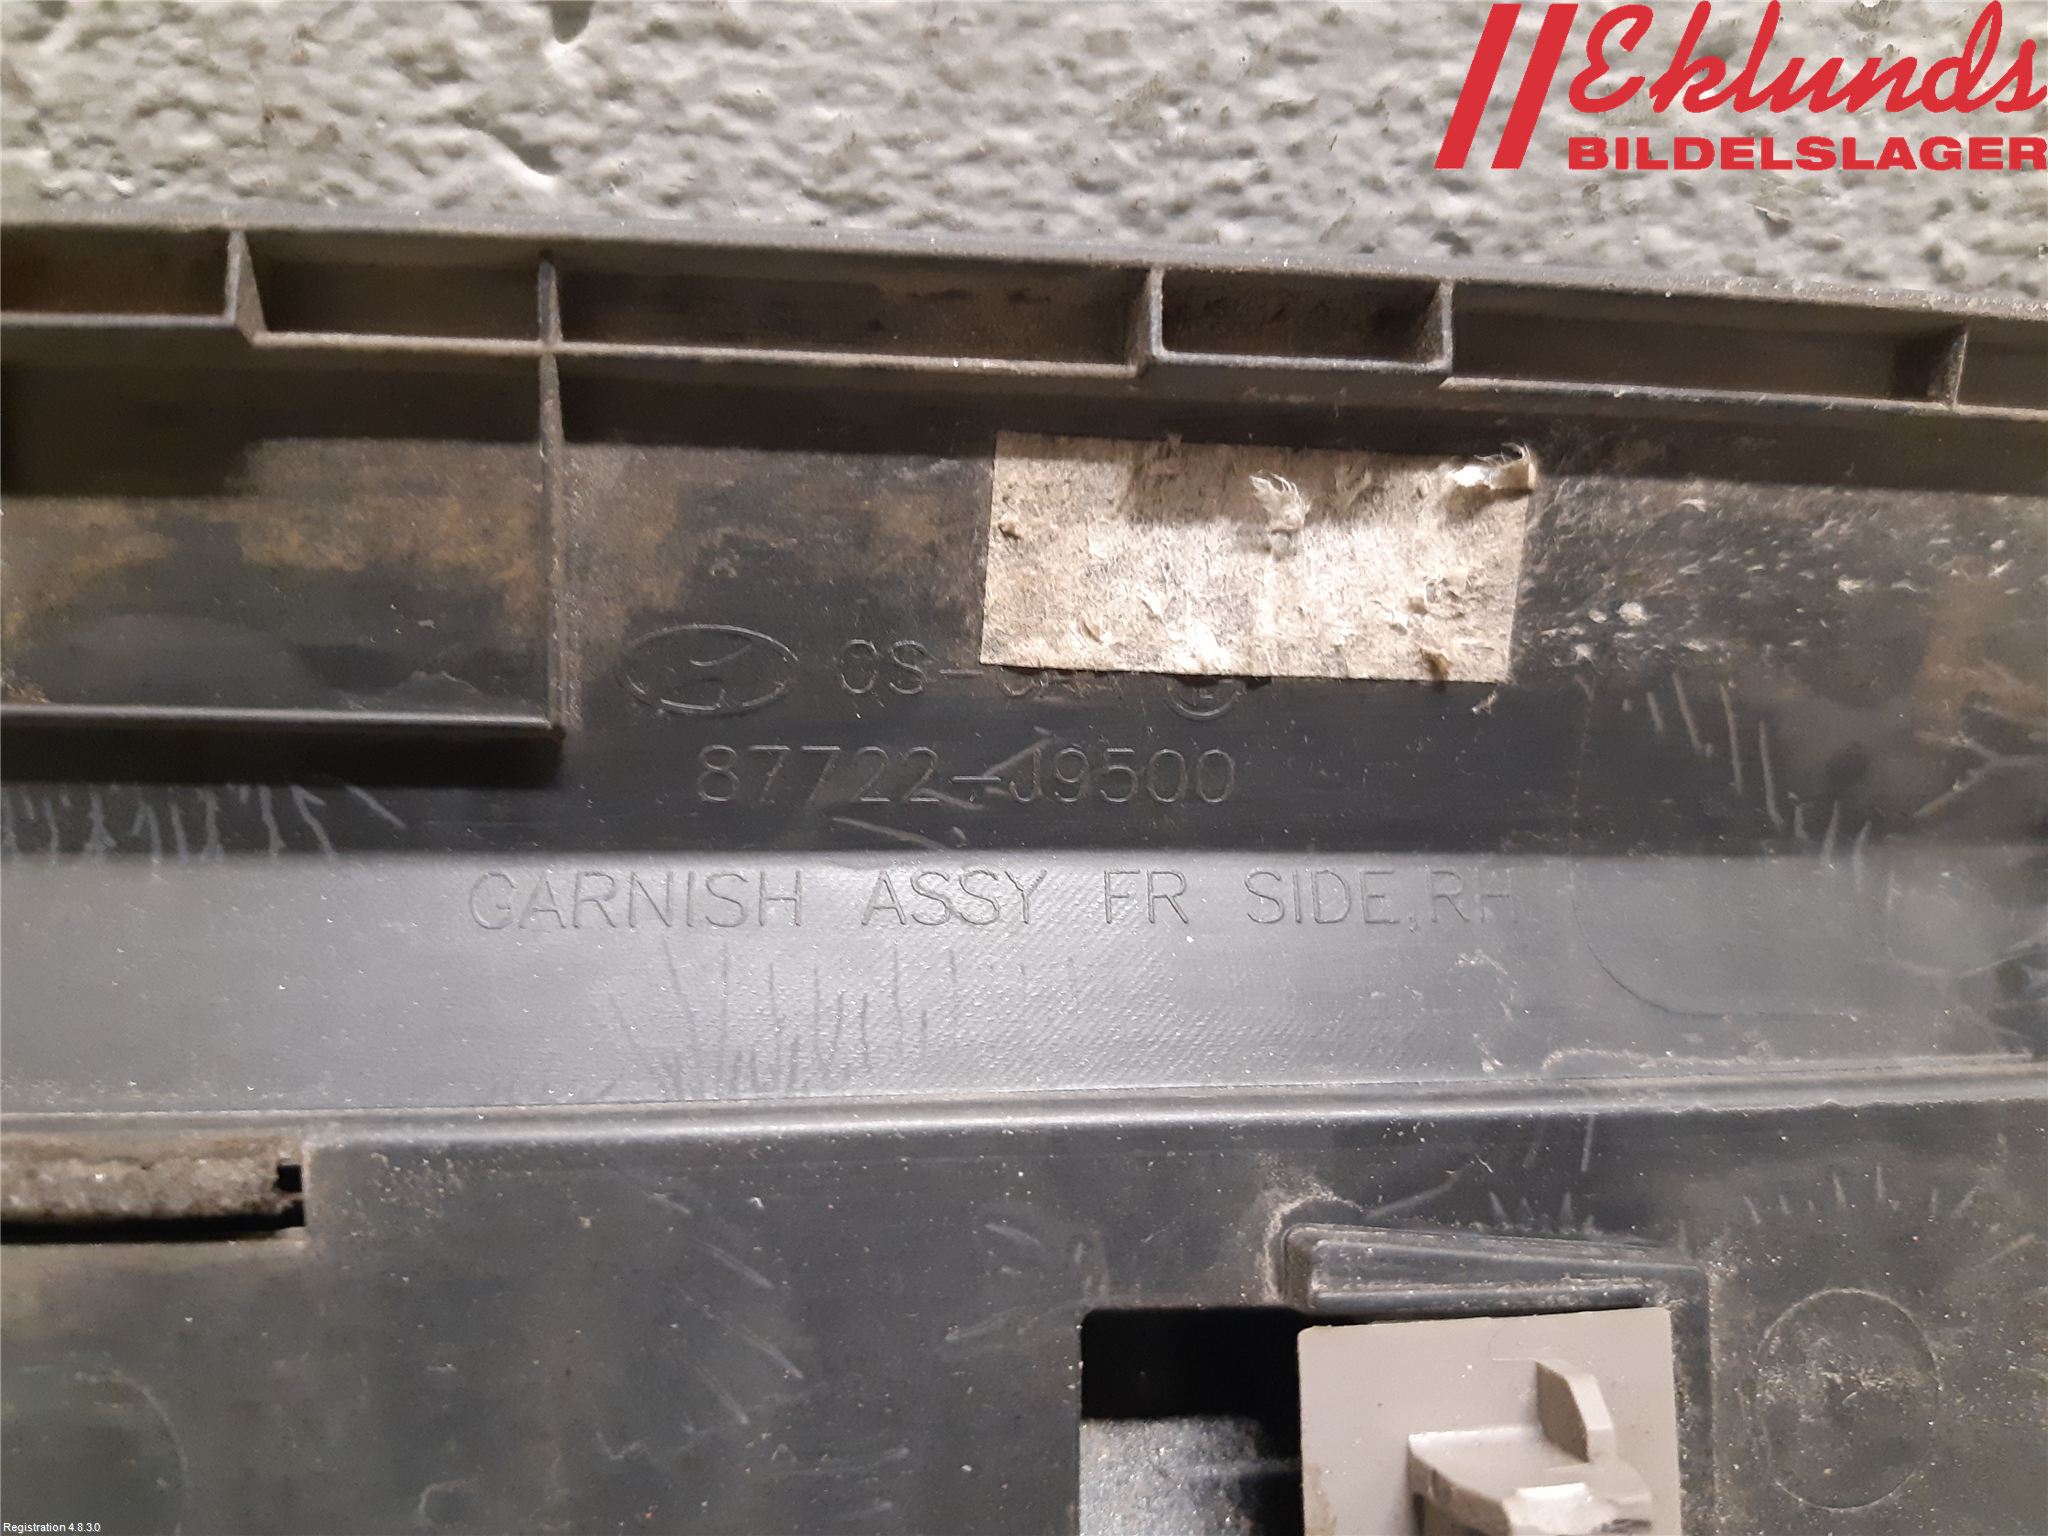 Eklunds
BILDELSLAGER
87722-J9500
GARNISH ASSY FR SIDE,RH
Registration 4.8.3.0